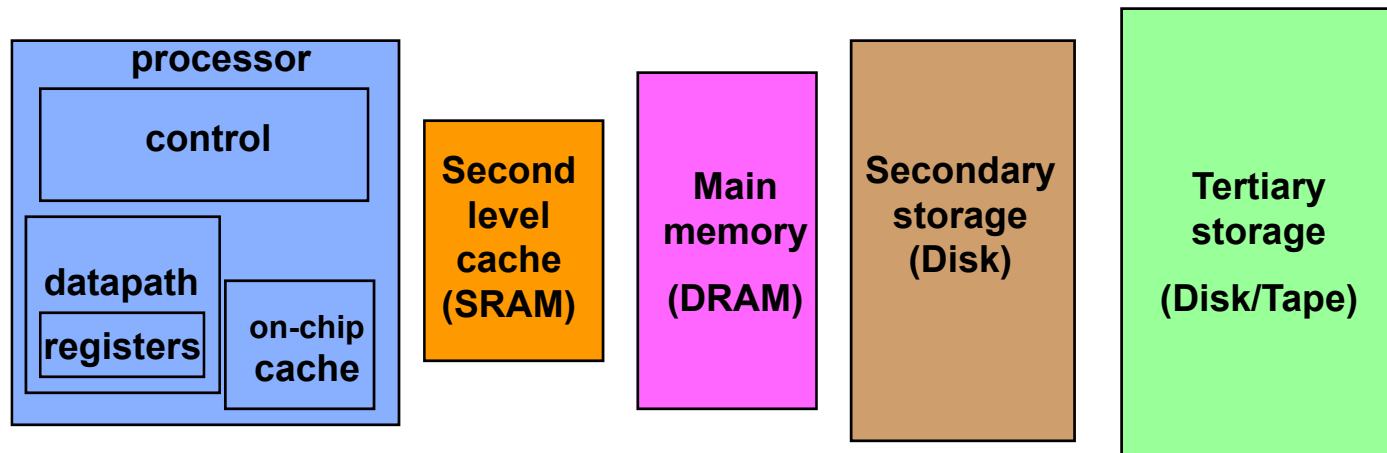 processor
control
datapath
registers
on-chip
cache
Second
level
cache
(SRAM)
Main
memory
(DRAM)
Secondary
storage
(Disk)
Tertiary
storage
(Disk/Tape)